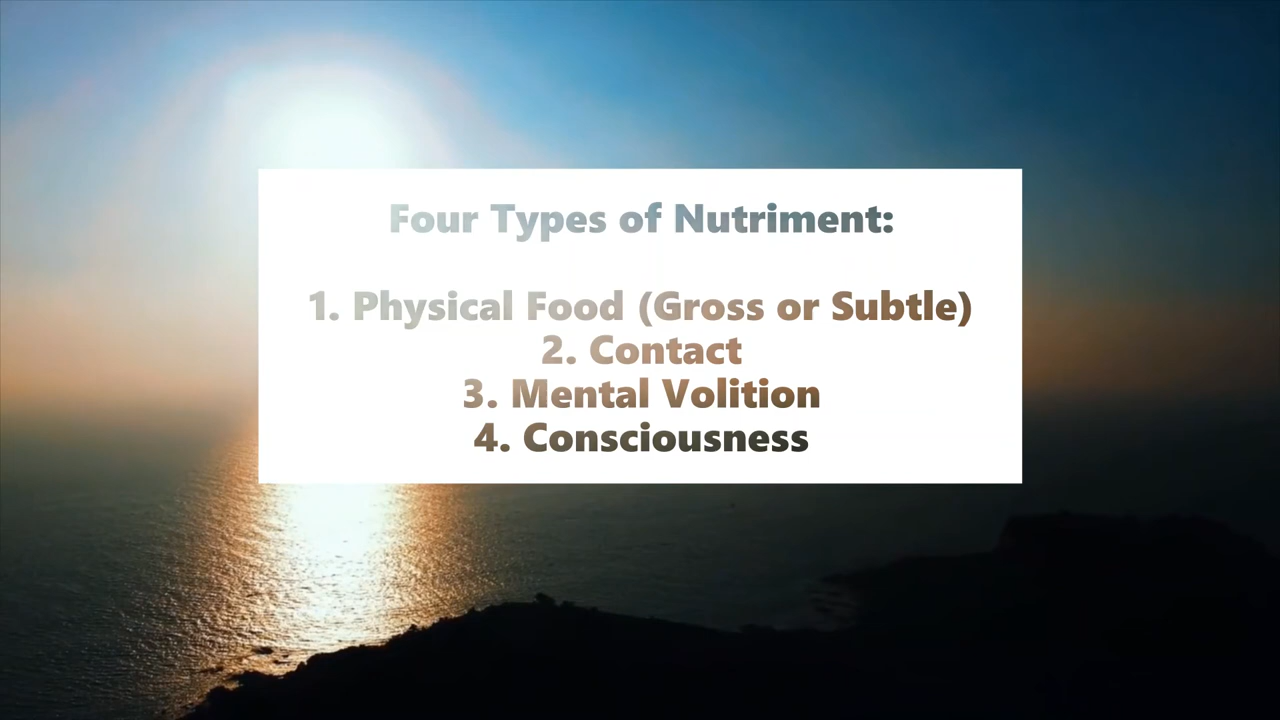 Four Types of Nutriment:
1. Physical Food (Gross or Subtle)
2. Contact
3. Mental Volition
4. Consciousness